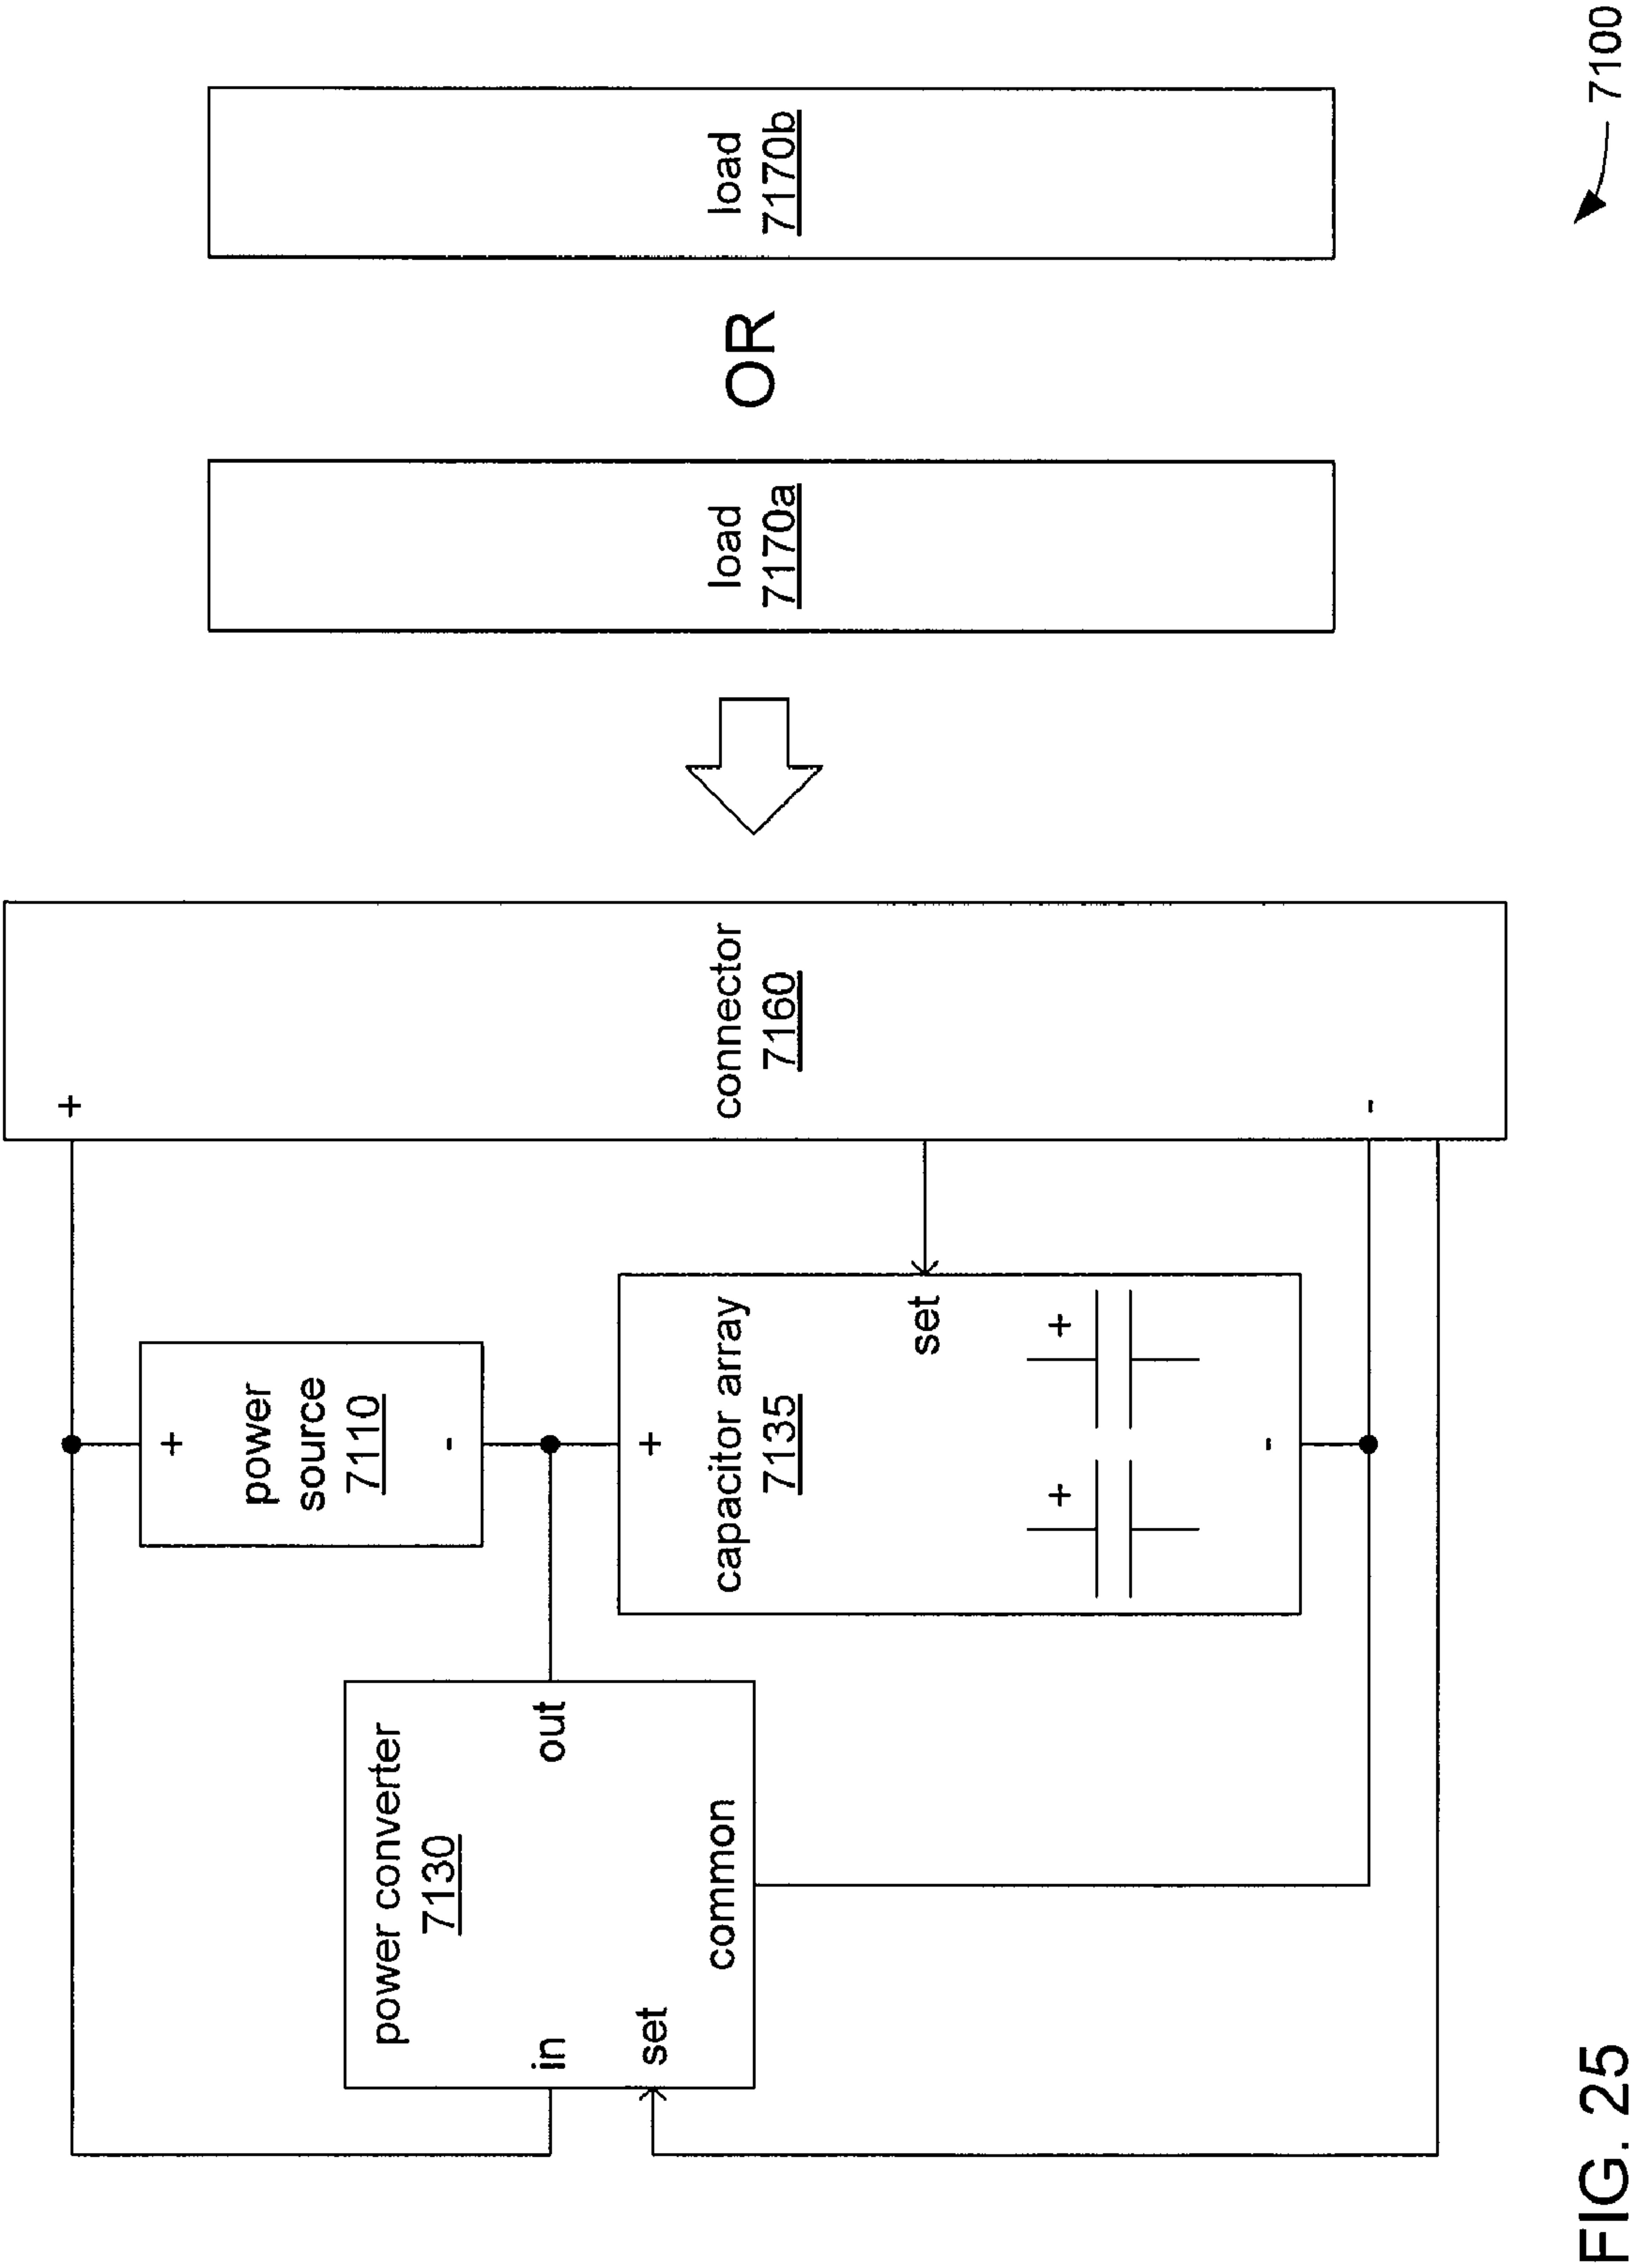 power converter
7130
in
out
set
common
+
power
source
7110
-
+
capacitor array
7135
set
+
+
-
+
connector
7160
-
load
7170a
OR
load
7170b
FIG. 25
7100